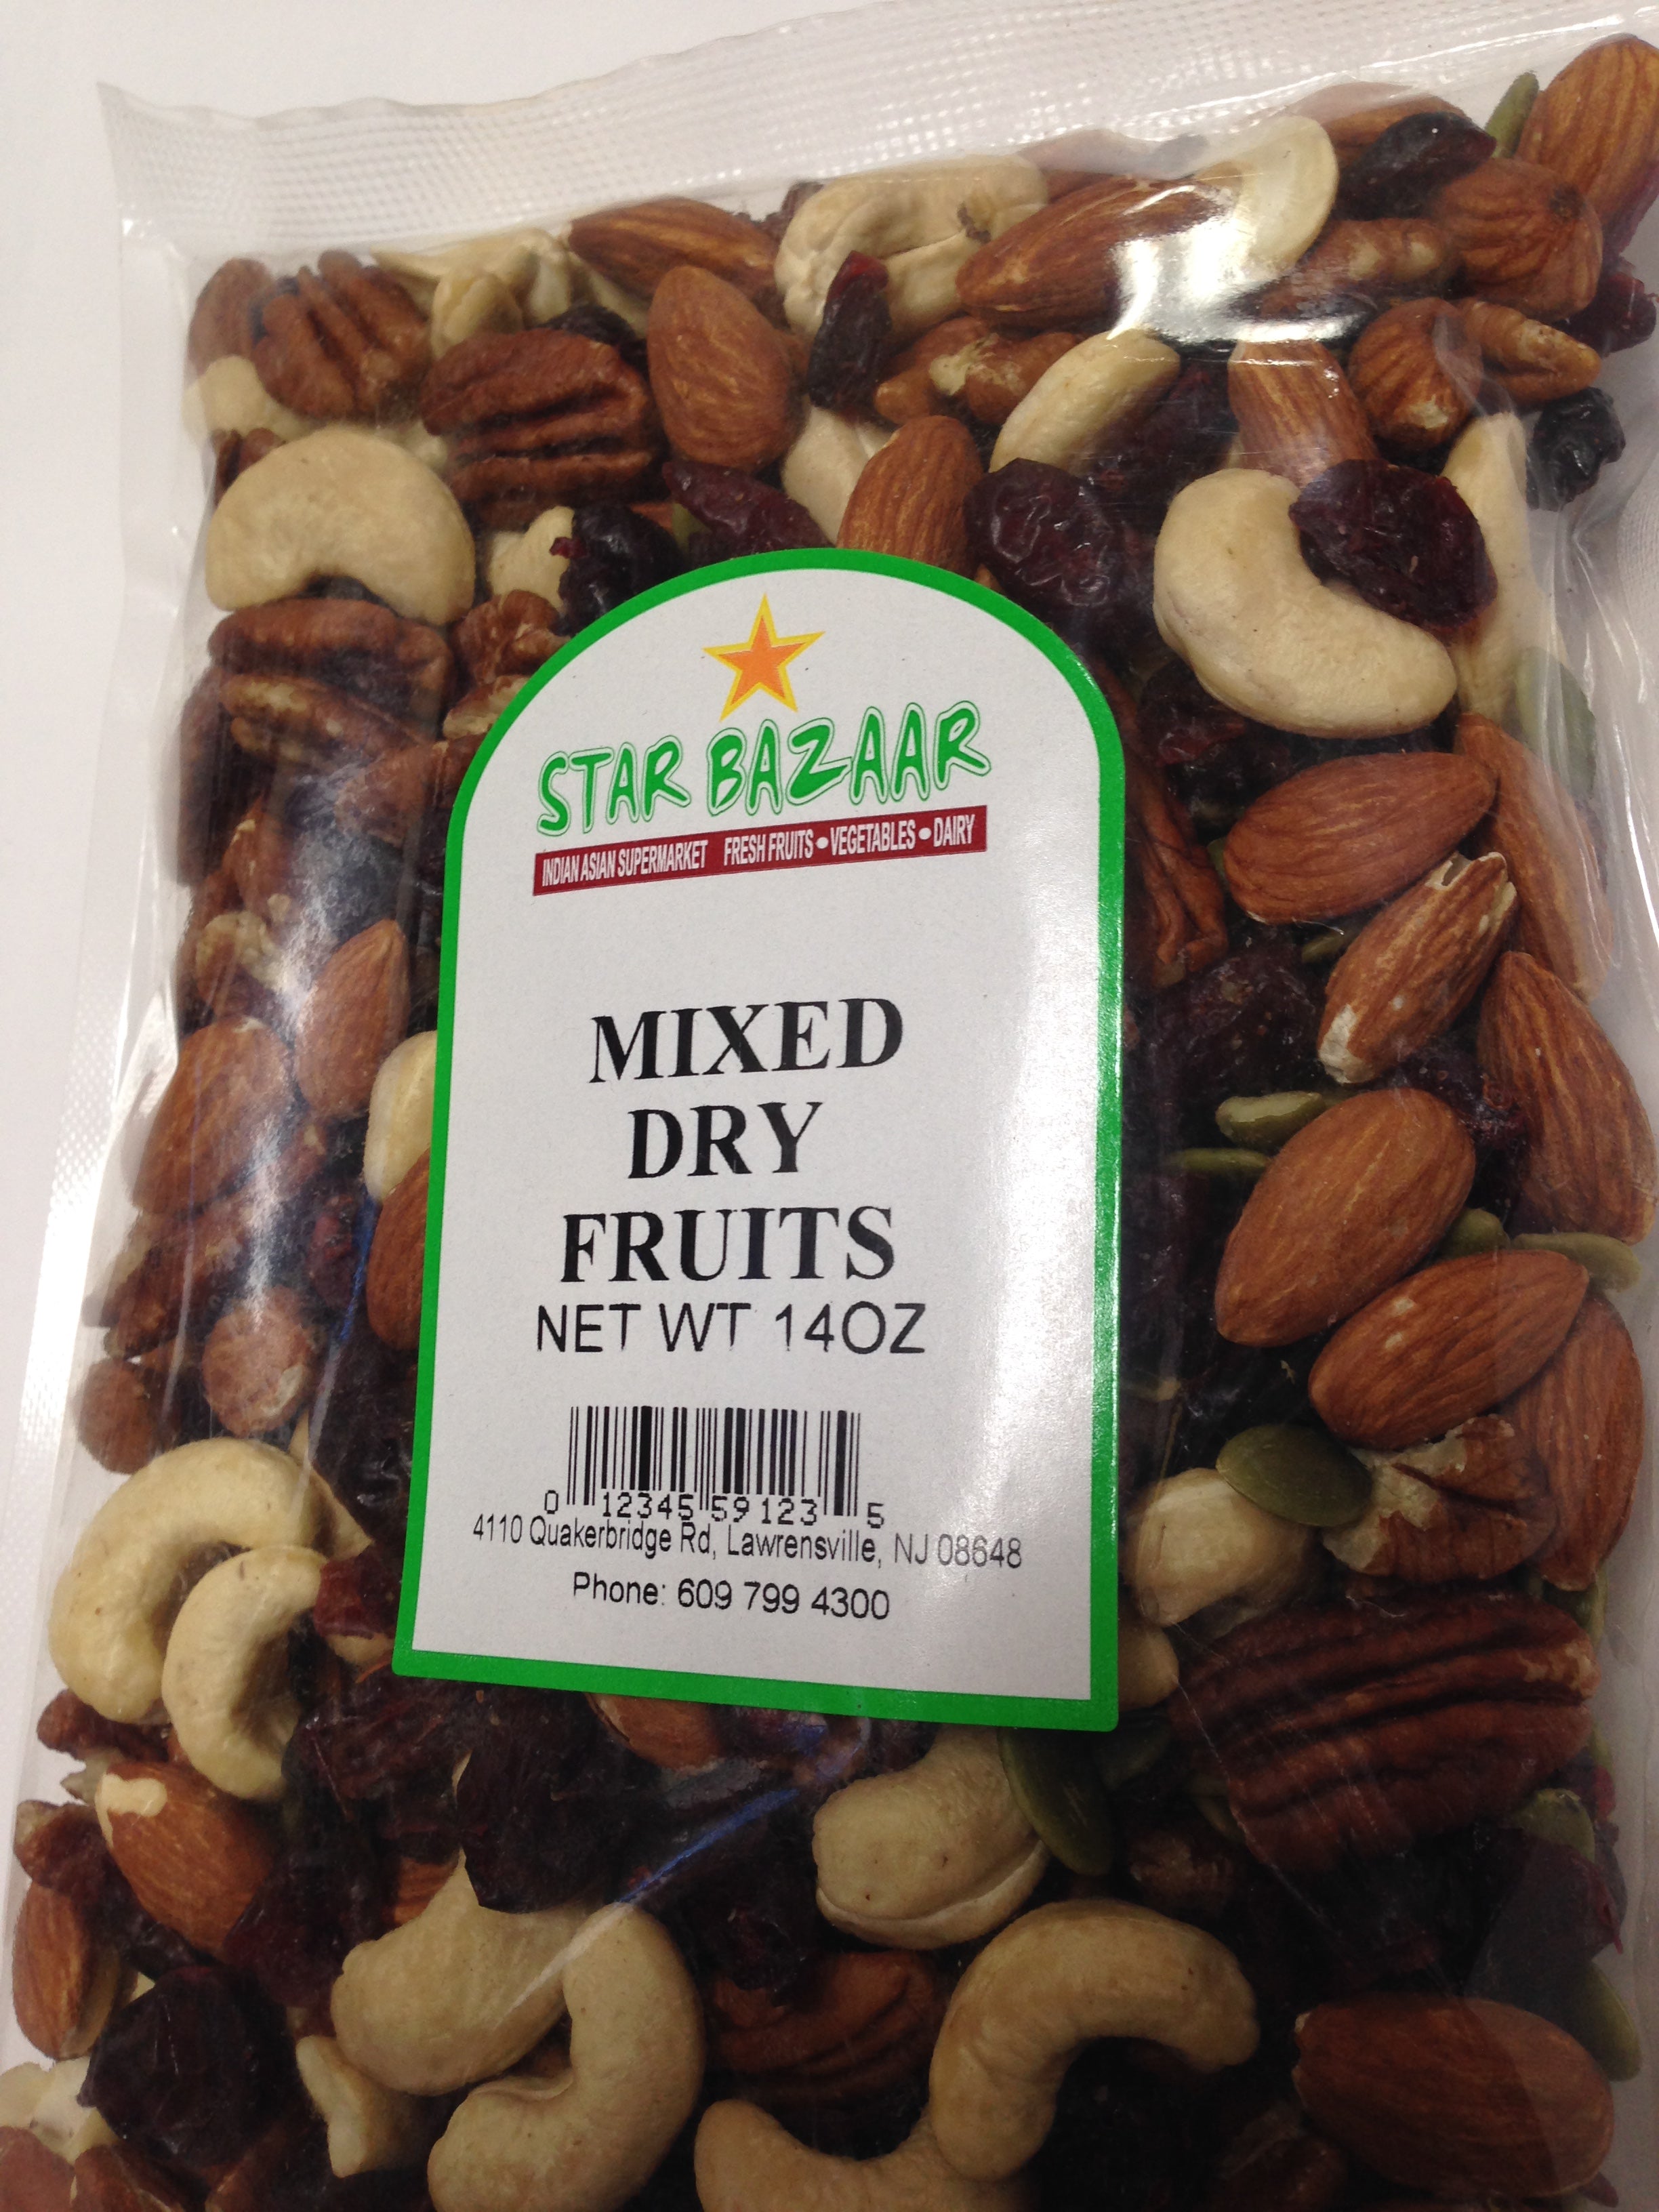 STAR BAZAAR
INDIAN ASIAN SUPERMARKET FRESH FRUITS • VEGETABLES • DAIRY
MIXED
DRY
FRUITS
NET WT 14OZ
0 12345 59123 5
4110 Quakerbridge Rd, Lawrensville, NJ 08648
Phone: 609 799 4300